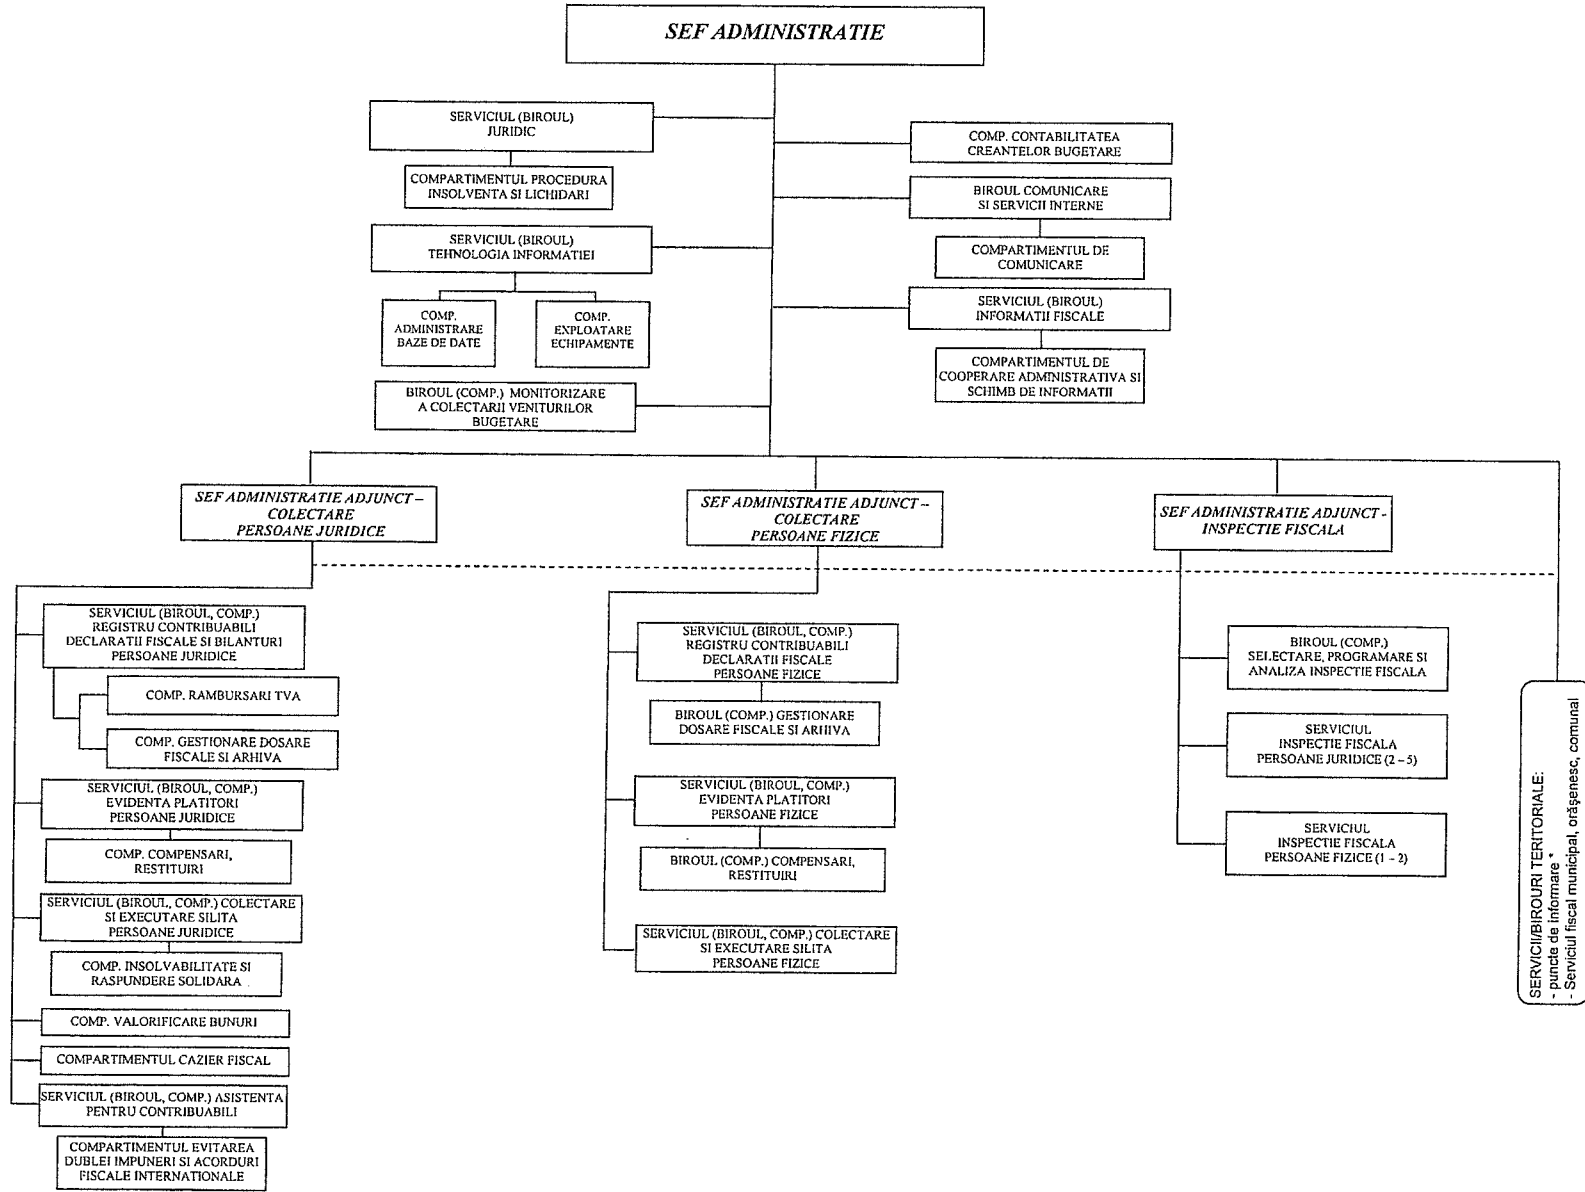 SEF ADMINISTRATIE
SERVICIUL (BIROUL)
JURIDIC
COMPARTIMENTUL PROCEDURA
INSOLVENTA SI LICHIDARI
SERVICIUL (BIROUL)
TEHNOLOGIA INFORMATIEI
COMP.
ADMINISTRARE
BAZE DE DATE
COMP.
EXPLOATARE
ECHIPAMENTE
BIROUL (COMP.) MONITORIZARE
A COLECTARII VENITURILOR
BUGETARE
COMP. CONTABILITATEA
CREANTELOR BUGETARE
BIROUL COMUNICARE
SI SERVICII INTERNE
COMPARTIMENTUL DE
COMUNICARE
SERVICIUL (BIROUL)
INFORMATII FISCALE
COMPARTIMENTUL DE
COOPERARE ADMINISTRATIVA SI
SCHIMB DE INFORMATII
SEF ADMINISTRATIE ADJUNCT –
COLECTARE
PERSOANE JURIDICE
SEF ADMINISTRATIE ADJUNCT –
COLECTARE
PERSOANE FIZICE
SEF ADMINISTRATIE ADJUNCT -
INSPECTIE FISCALA
SERVICIUL (BIROUL, COMP.)
REGISTRU CONTRIBUABILI
DECLARATII FISCALE SI BILANTURI
PERSOANE JURIDICE
COMP. RAMBURSARI TVA
COMP. GESTIONARE DOSARE
FISCALE SI ARHIVA
SERVICIUL (BIROUL, COMP.)
EVIDENTA PLATITORI
PERSOANE JURIDICE
COMP. COMPENSARI,
RESTITUIRI
SERVICIUL (BIROUL, COMP.) COLECTARE
SI EXECUTARE SILITA
PERSOANE JURIDICE
COMP. INSOLVABILITATE SI
RASPUNDERE SOLIDARA
COMP. VALORIFICARE BUNURI
COMPARTIMENTUL CAZIER FISCAL
SERVICIUL (BIROUL, COMP.) ASISTENTA
PENTRU CONTRIBUABILI
COMPARTIMENTUL EVITAREA
DUBLEI IMPUNERI SI ACORDURI
FISCALE INTERNATIONALE
SERVICIUL (BIROUL, COMP.)
REGISTRU CONTRIBUABILI
DECLARATII FISCALE
PERSOANE FIZICE
BIROUL (COMP.) GESTIONARE
DOSARE FISCALE SI ARHIVA
SERVICIUL (BIROUL, COMP.)
EVIDENTA PLATITORI
PERSOANE FIZICE
BIROUL (COMP.) COMPENSARI,
RESTITUIRI
SERVICIUL (BIROUL, COMP.) COLECTARE
SI EXECUTARE SILITA
PERSOANE FIZICE
BIROUL (COMP.)
SELECTARE, PROGRAMARE SI
ANALIZA INSPECTIE FISCALA
SERVICIUL
INSPECTIE FISCALA
PERSOANE JURIDICE (2 – 5)
SERVICIUL
INSPECTIE FISCALA
PERSOANE FIZICE (1 – 2)
SERVICII/BIROURI TERITORIALE:
- puncte de informare *
- Serviciul fiscal municipal, orăşenesc, comunal